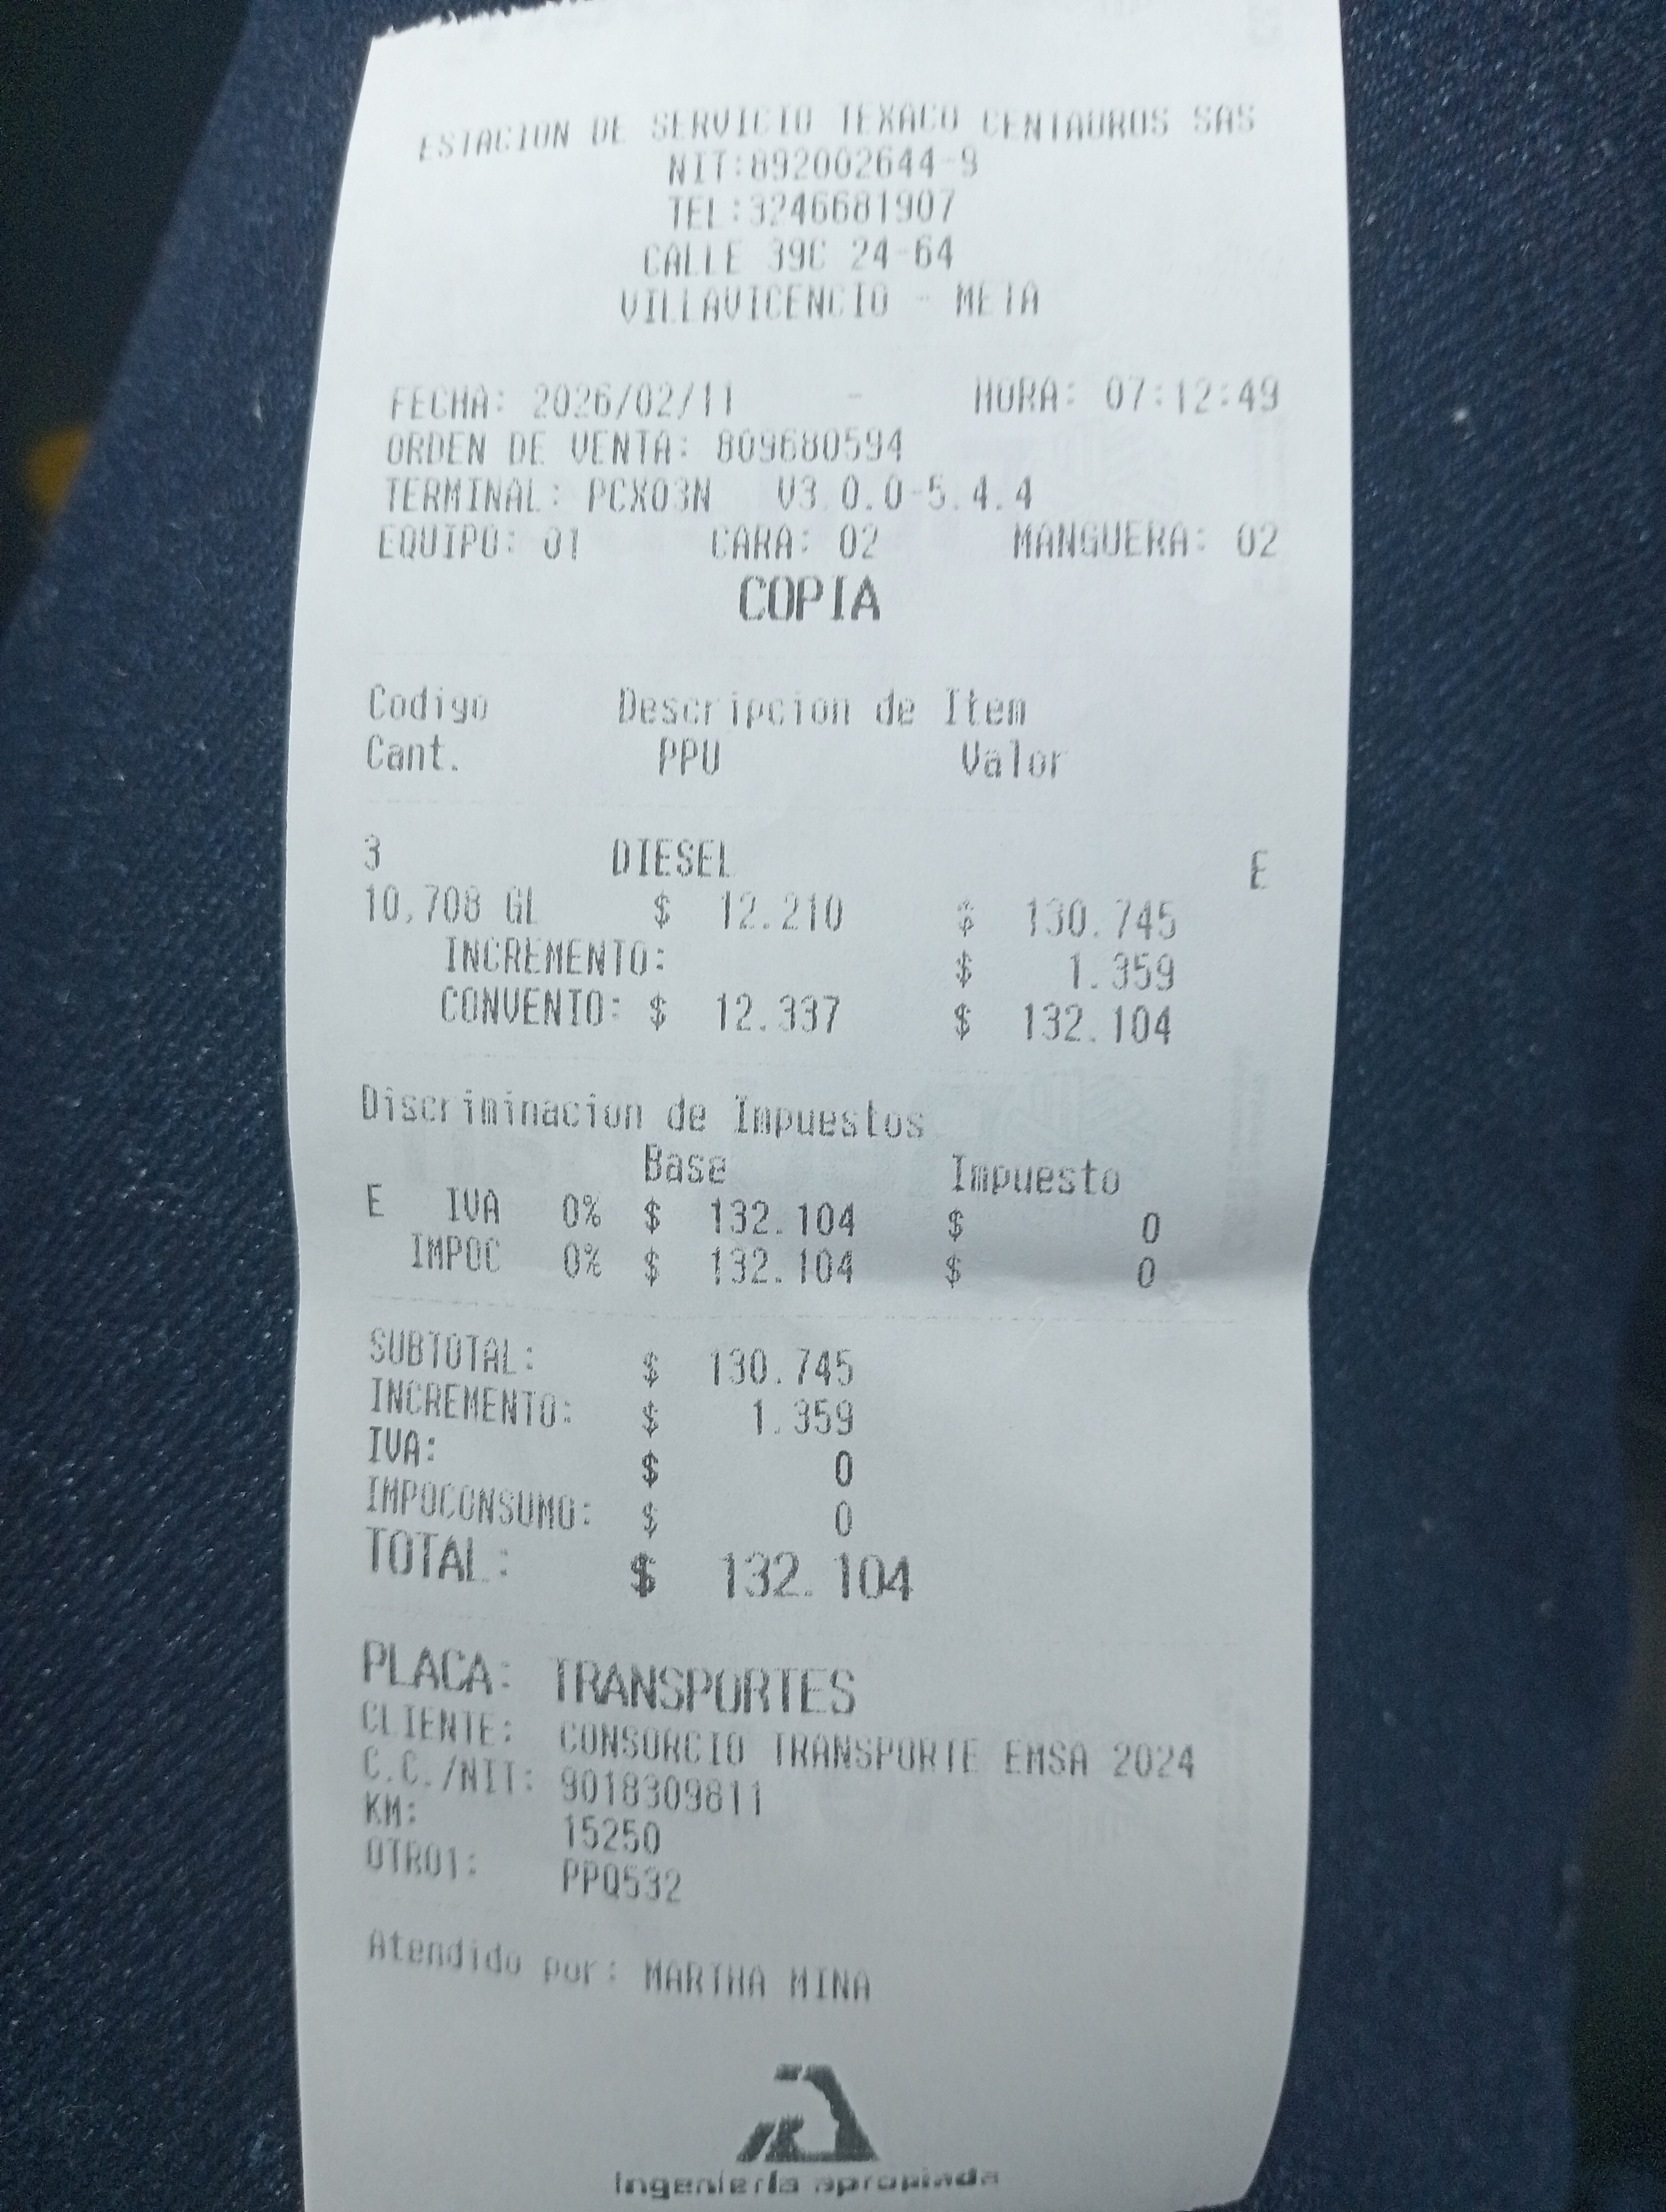 ESTACION DE SERVICIO TEXACO CENTAUROS SAS
NIT:892002644-9
TEL:3246681907
CALLE 39C 24-64
VILLAVICENCIO - META
FECHA: 2026/02/11 - HORA: 07:12:49
ORDEN DE VENTA: 809680594
TERMINAL: PCX03N V3.0.0-5.4.4
EQUIPO: 01 CARA: 02 MANGUERA: 02
COPIA
Codigo Descripcion de Item
Cant. PPU Valor
3 DIESEL E
10,708 GL $ 12.210 $ 130.745
INCREMENTO: $ 1.359
CONVENTO: $ 12.337 $ 132.104
Discriminacion de Impuestos
Base Impuesto
E IVA 0% $ 132.104 $ 0
IMPOC 0% $ 132.104 $ 0
SUBTOTAL: $ 130.745
INCREMENTO: $ 1.359
IVA: $ 0
IMPOCONSUMO: $ 0
TOTAL: $ 132.104
PLACA: TRANSPORTES
CLIENTE: CONSORCIO TRANSPORTE EMSA 2024
C.C./NIT: 9018309811
KM: 15250
OTRO1: PPQ532
Atendido por: MARTHA MINA
Ingeniería apropiada